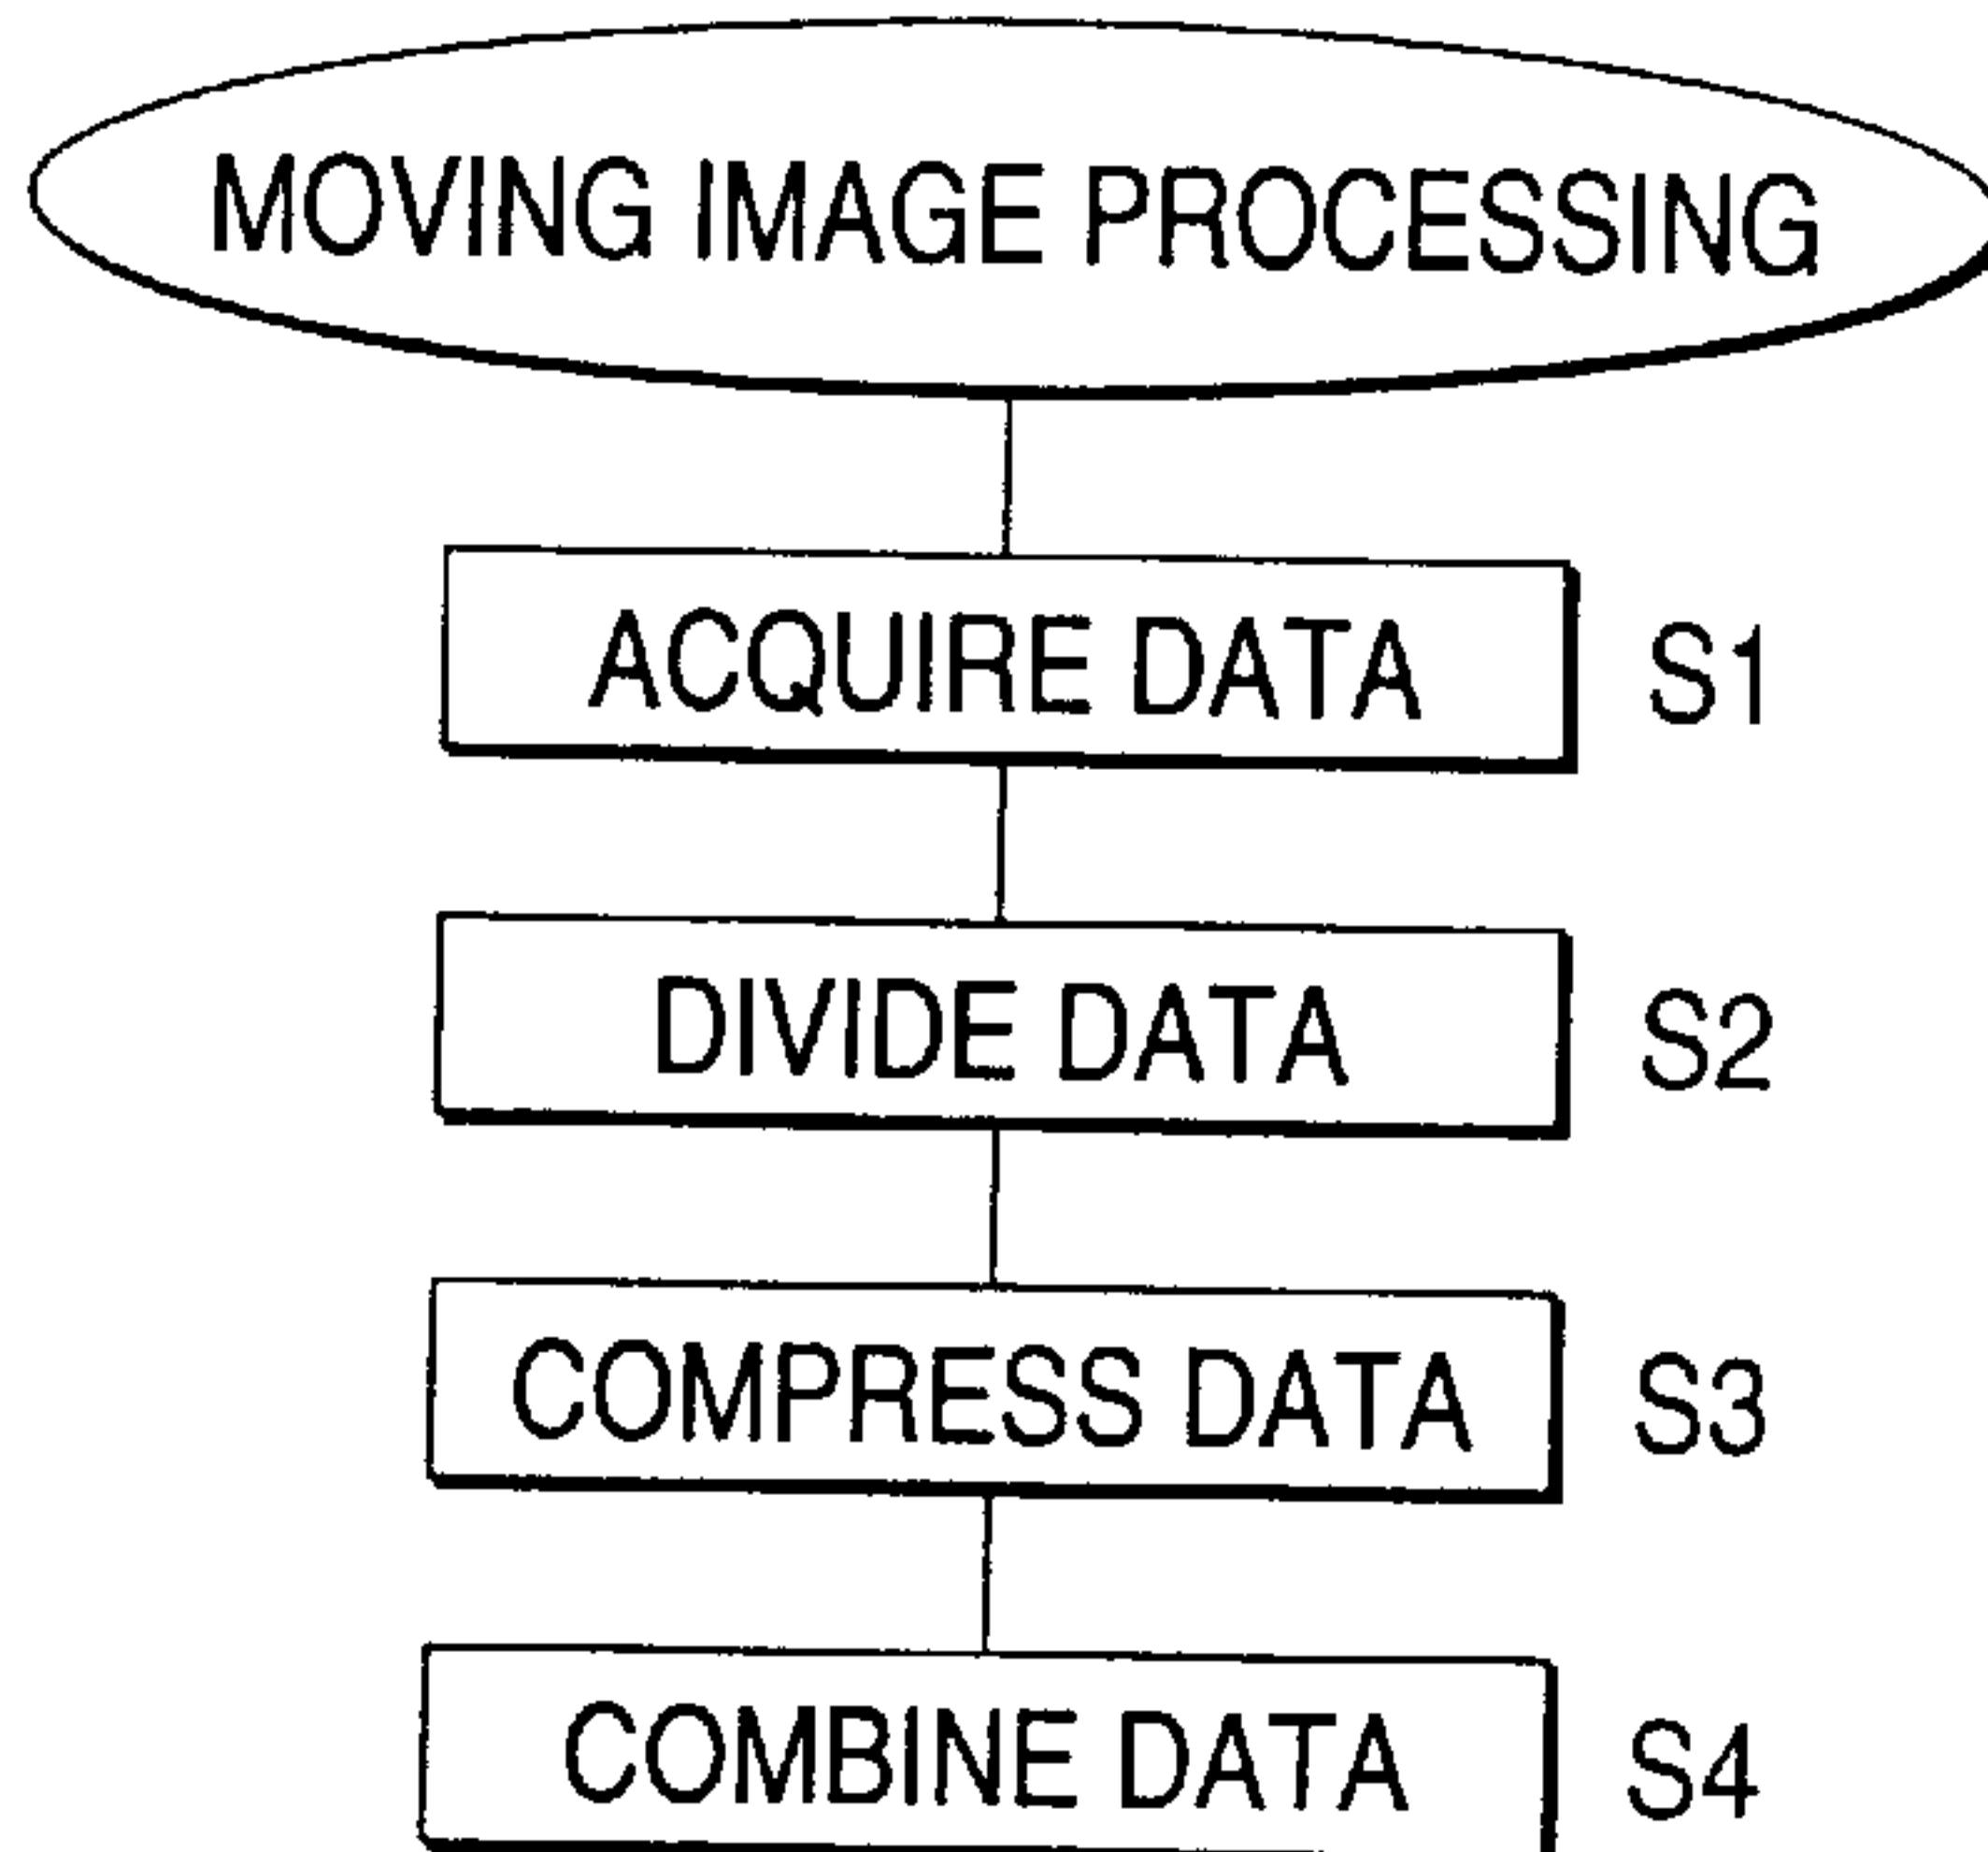 MOVING IMAGE PROCESSING
ACQUIRE DATA S1
DIVIDE DATA S2
COMPRESS DATA S3
COMBINE DATA S4